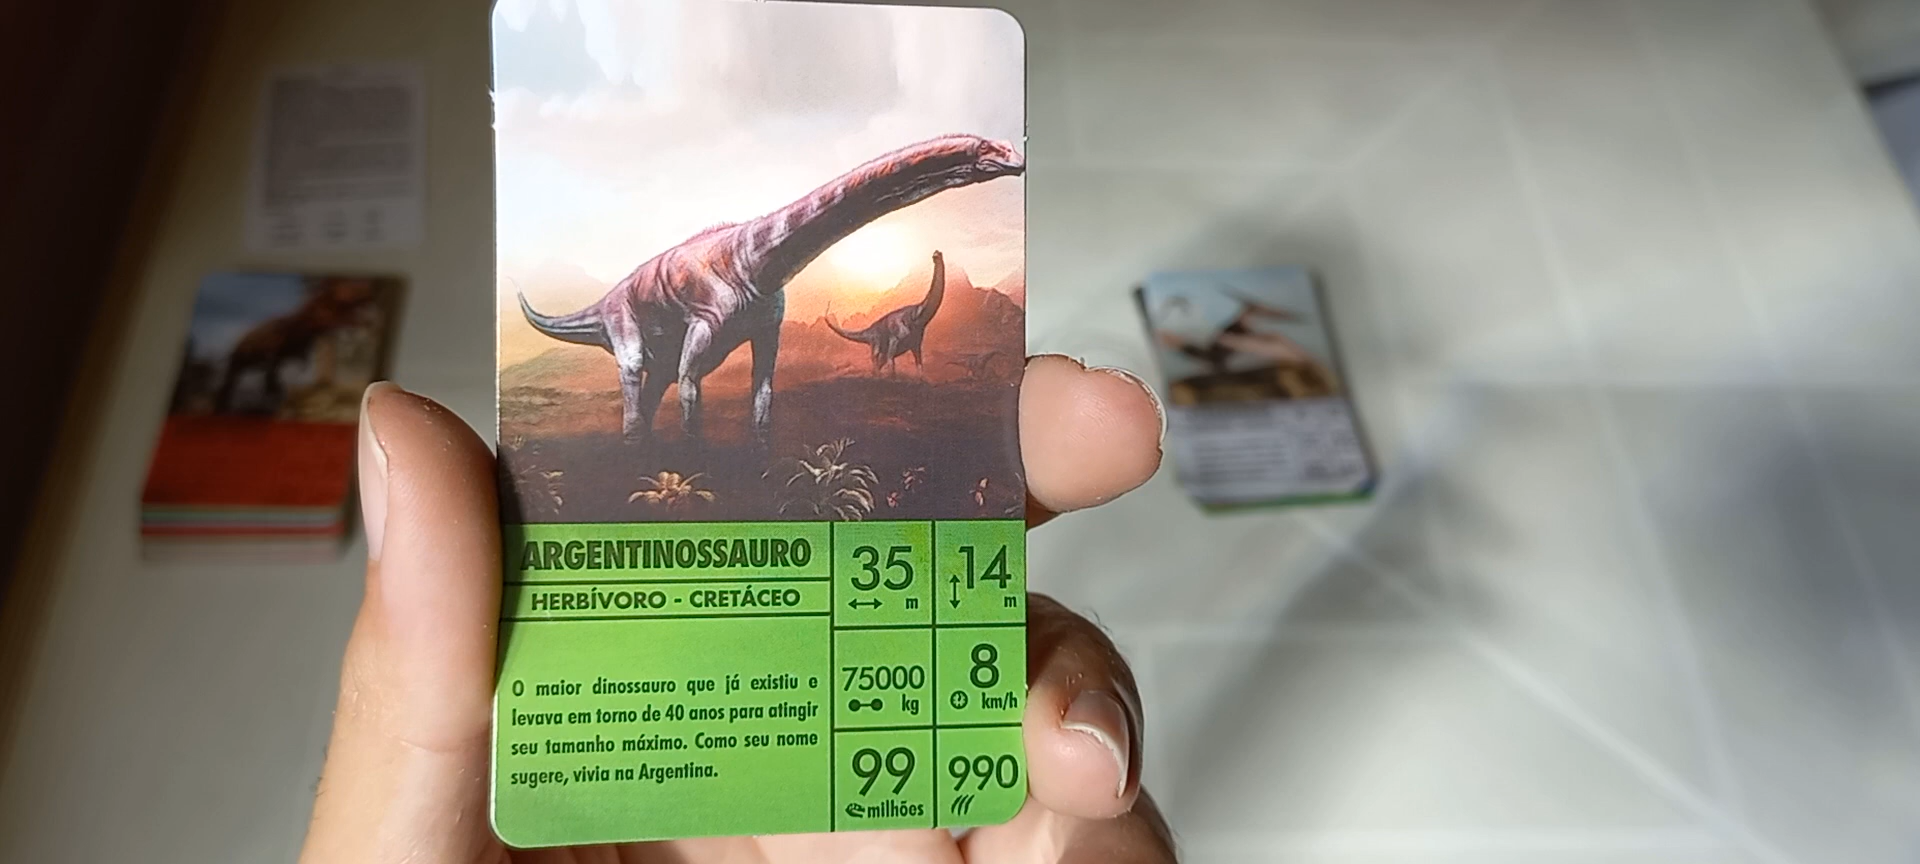 ARGENTINOSSAURO
HERBÍVORO - CRETÁCEO
O maior dinossauro que já existiu e
levava em torno de 40 anos para atingir
seu tamanho máximo. Como seu nome
sugere, vivia na Argentina.
35
m
14
m
75000
kg
8
km/h
99
milhões
990